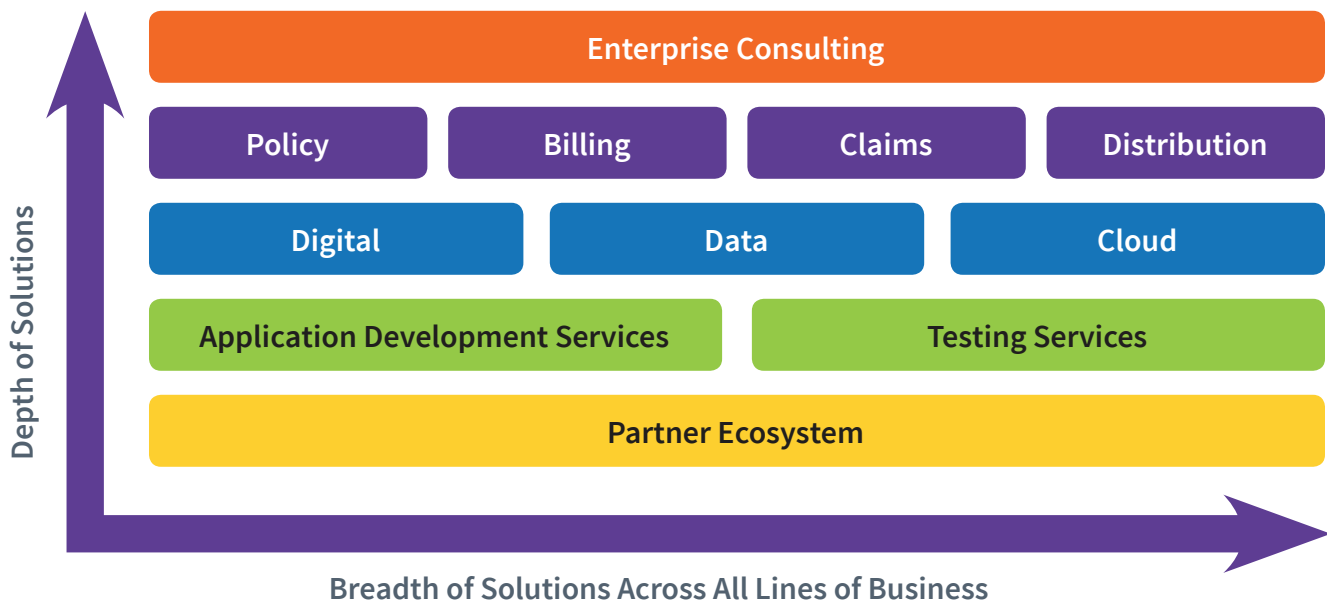 Enterprise Consulting
Policy
Billing
Claims
Distribution
Digital
Data
Cloud
Application Development Services
Testing Services
Partner Ecosystem
Depth of Solutions
Breadth of Solutions Across All Lines of Business